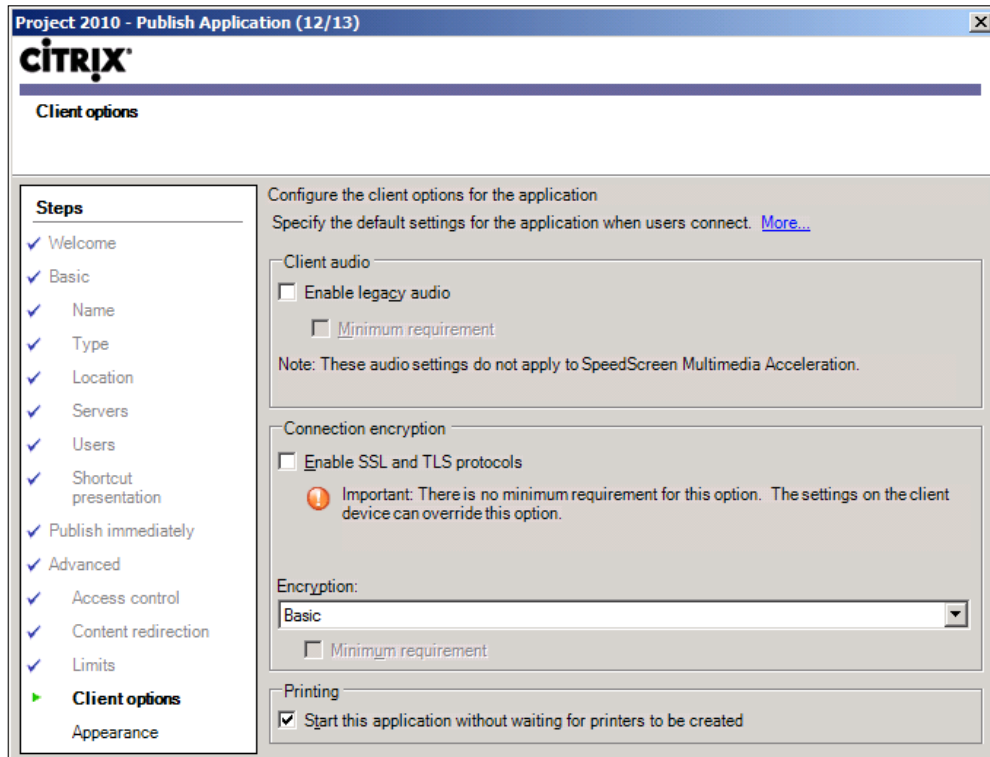 Project 2010 - Publish Application (12/13)
CITRIX
Client options
Steps
Welcome
Basic
Name
Type
Location
Servers
Users
Shortcut
presentation
Publish immediately
Advanced
Access control
Content redirection
Limits
Client options
Appearance
Configure the client options for the application
Specify the default settings for the application when users connect. More...
Client audio
Enable legacy audio
Minimum requirement
Note: These audio settings do not apply to SpeedScreen Multimedia Acceleration.
Connection encryption
Enable SSL and TLS protocols
Important: There is no minimum requirement for this option. The settings on the client
device can override this option.
Encryption:
Basic
Minimum requirement
Printing
Start this application without waiting for printers to be created